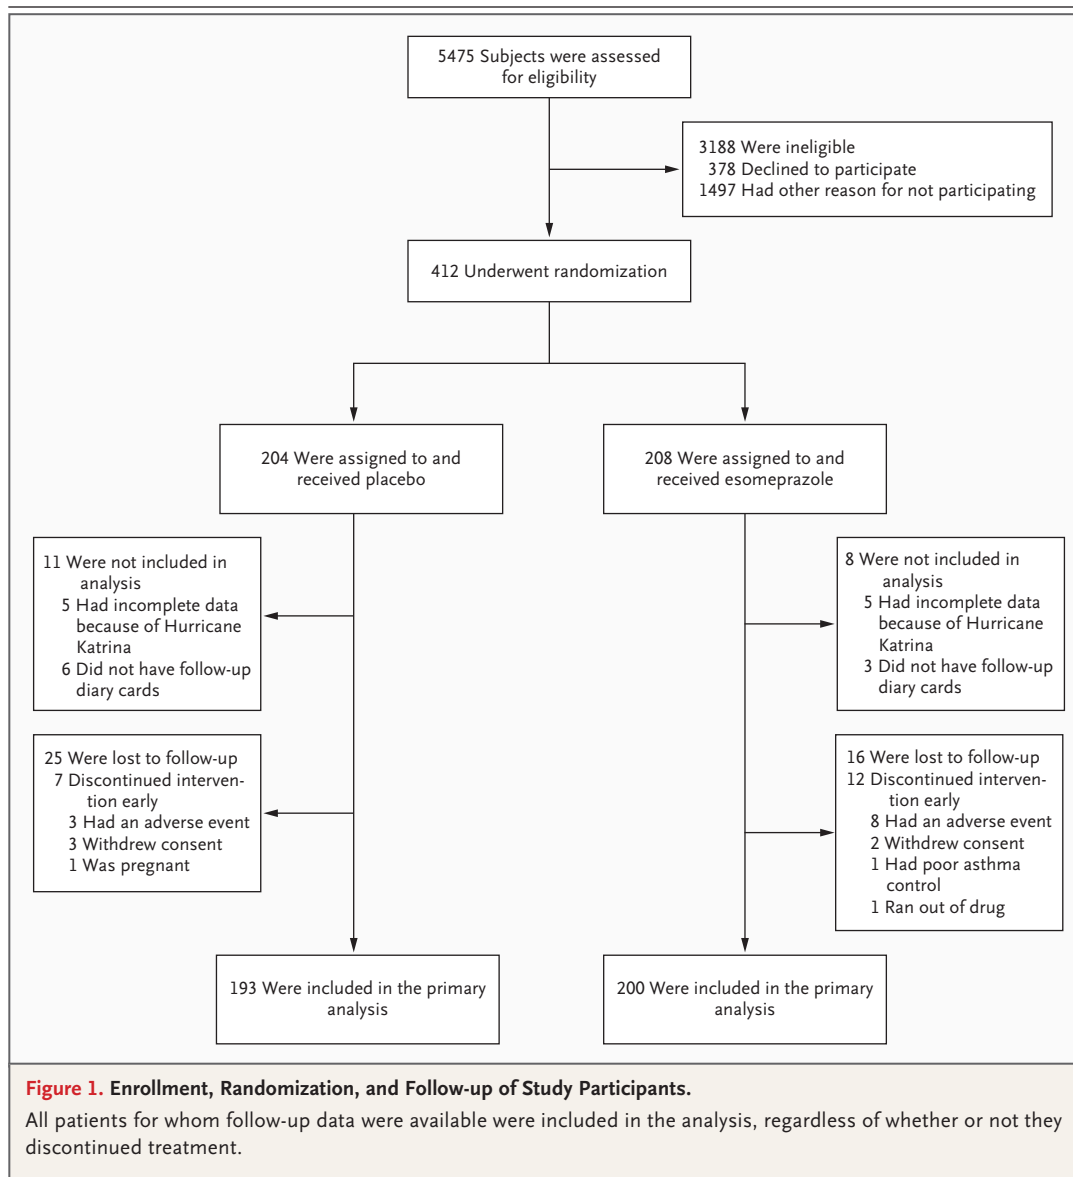 5475 Subjects were assessed
for eligibility
3188 Were ineligible
378 Declined to participate
1497 Had other reason for not participating
412 Underwent randomization
204 Were assigned to and
received placebo
208 Were assigned to and
received esomeprazole
11 Were not included in
analysis
5 Had incomplete data
because of Hurricane
Katrina
6 Did not have follow-up
diary cards
8 Were not included in
analysis
5 Had incomplete data
because of Hurricane
Katrina
3 Did not have follow-up
diary cards
25 Were lost to follow-up
7 Discontinued interven-
tion early
3 Had an adverse event
3 Withdrew consent
1 Was pregnant
16 Were lost to follow-up
12 Discontinued interven-
tion early
8 Had an adverse event
2 Withdrew consent
1 Had poor asthma
control
1 Ran out of drug
193 Were included in the primary
analysis
200 Were included in the primary
analysis
Figure 1. Enrollment, Randomization, and Follow-up of Study Participants.
All patients for whom follow-up data were available were included in the analysis, regardless of whether or not they
discontinued treatment.